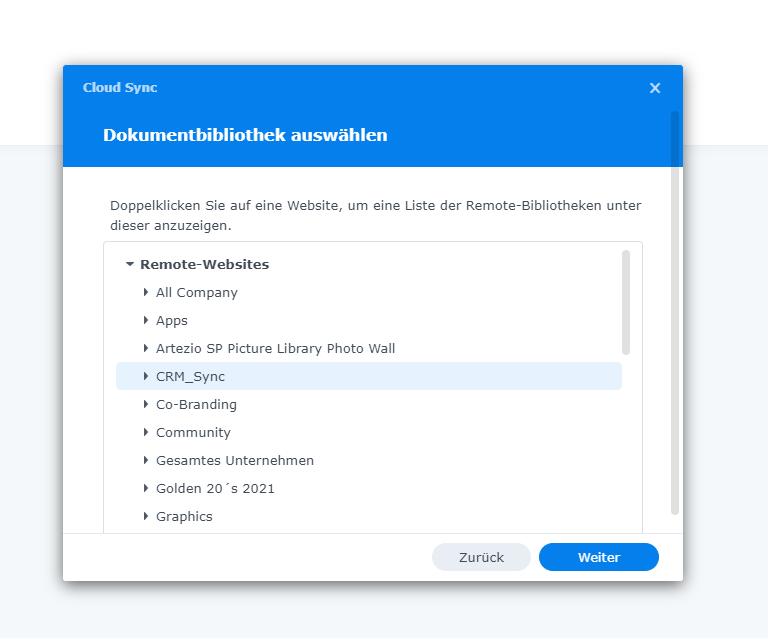 Cloud Sync
Dokumentbibliothek auswählen
Doppelklicken Sie auf eine Website, um eine Liste der Remote-Bibliotheken unter
dieser anzuzeigen.
Remote-Websites
All Company
Apps
Artezio SP Picture Library Photo Wall
CRM_Sync
Co-Branding
Community
Gesamtes Unternehmen
Golden 20´s 2021
Graphics
Zurück
Weiter